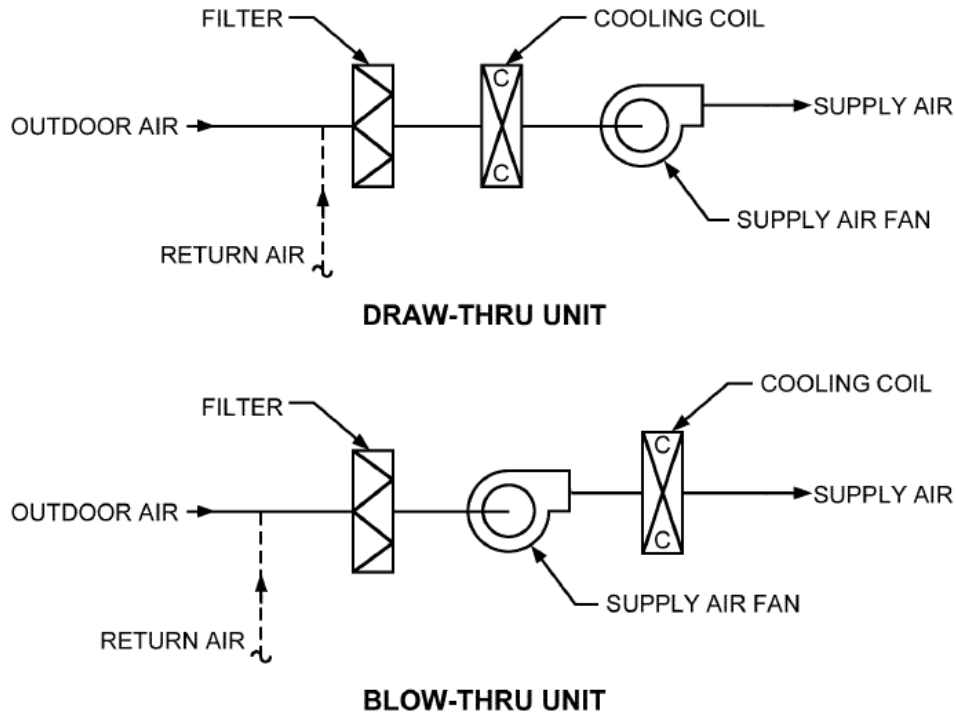 FILTER
COOLING COIL
C
OUTDOOR AIR
SUPPLY AIR
C
SUPPLY AIR FAN
RETURN AIR
DRAW-THRU UNIT
COOLING COIL
FILTER
C
SUPPLY AIR
OUTDOOR AIR
C
SUPPLY AIR FAN
RETURN AIR
BLOW-THRU UNIT